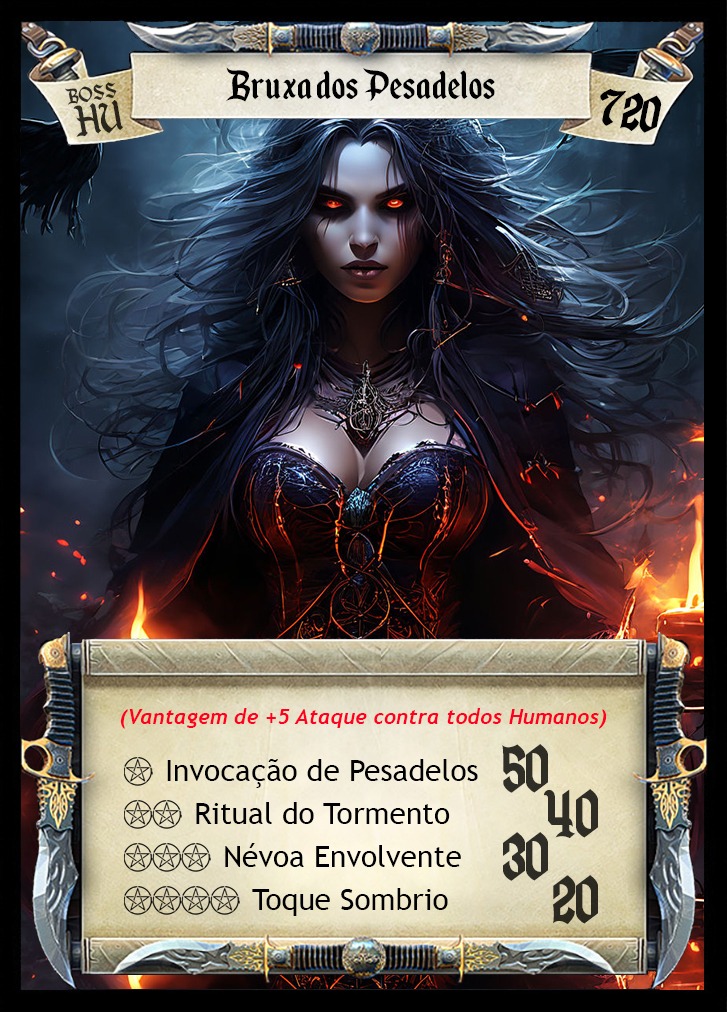 Bruxa dos Pesadelos
BOSS
HU
720
(Vantagem de +5 Ataque contra todos Humanos)
Invocação de Pesadelos 50
Ritual do Tormento 40
Névoa Envolvente 30
Toque Sombrio 20